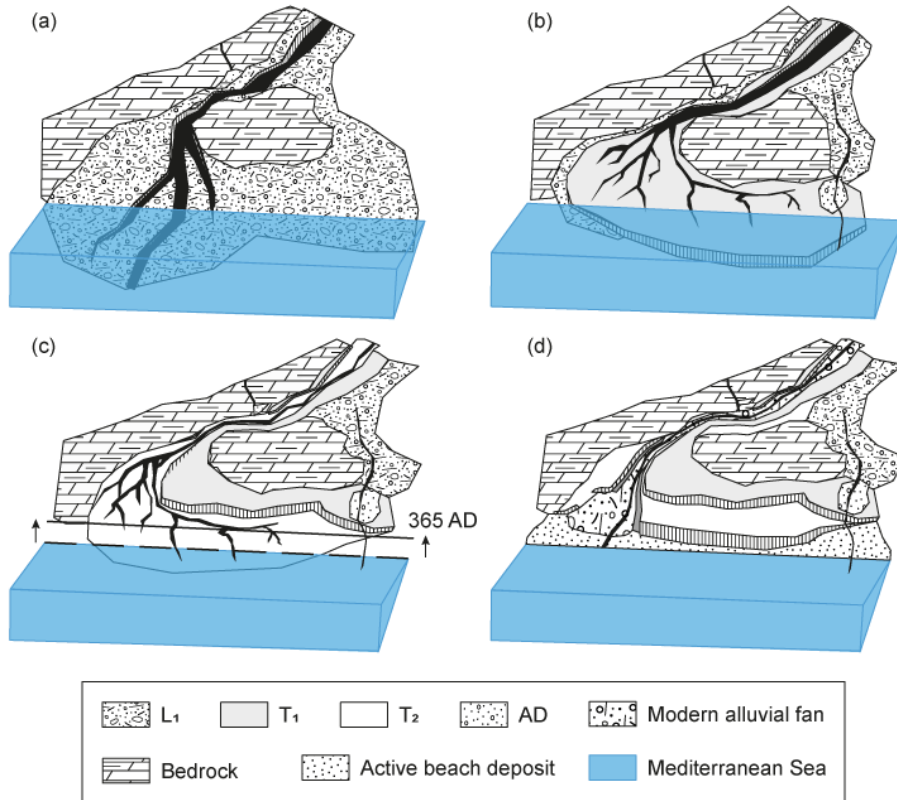 (a)
(b)
(c)
(d)
365 AD
L₁
T₁
T₂
AD
Modern alluvial fan
Bedrock
Active beach deposit
Mediterranean Sea